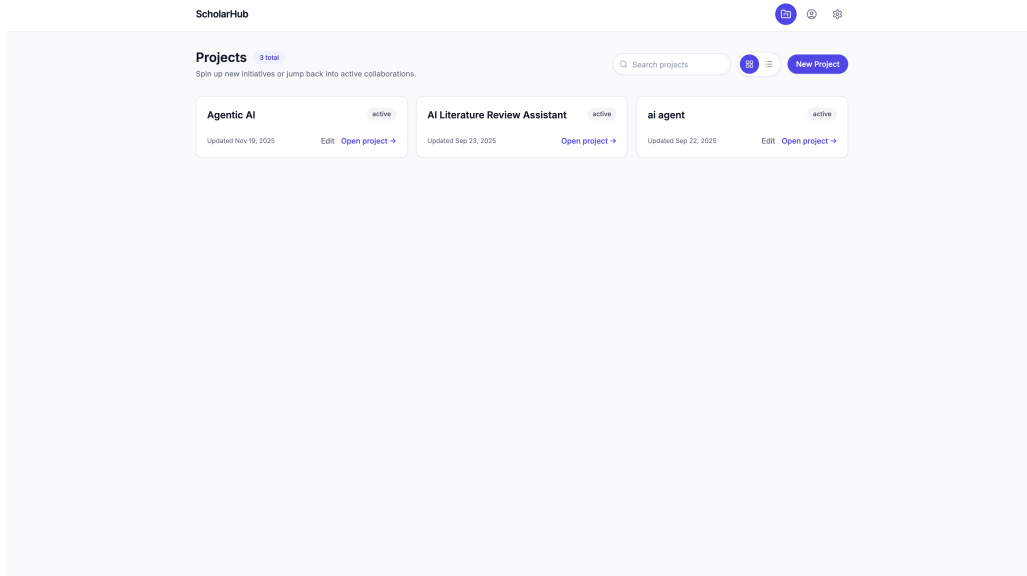 ScholarHub
Projects 3 total
Spin up new initiatives or jump back into active collaborations.
Search projects
New Project
Agentic AI active
Updated Nov 19, 2025 Edit Open project →
AI Literature Review Assistant active
Updated Sep 23, 2025 Open project →
ai agent active
Updated Sep 22, 2025 Edit Open project →